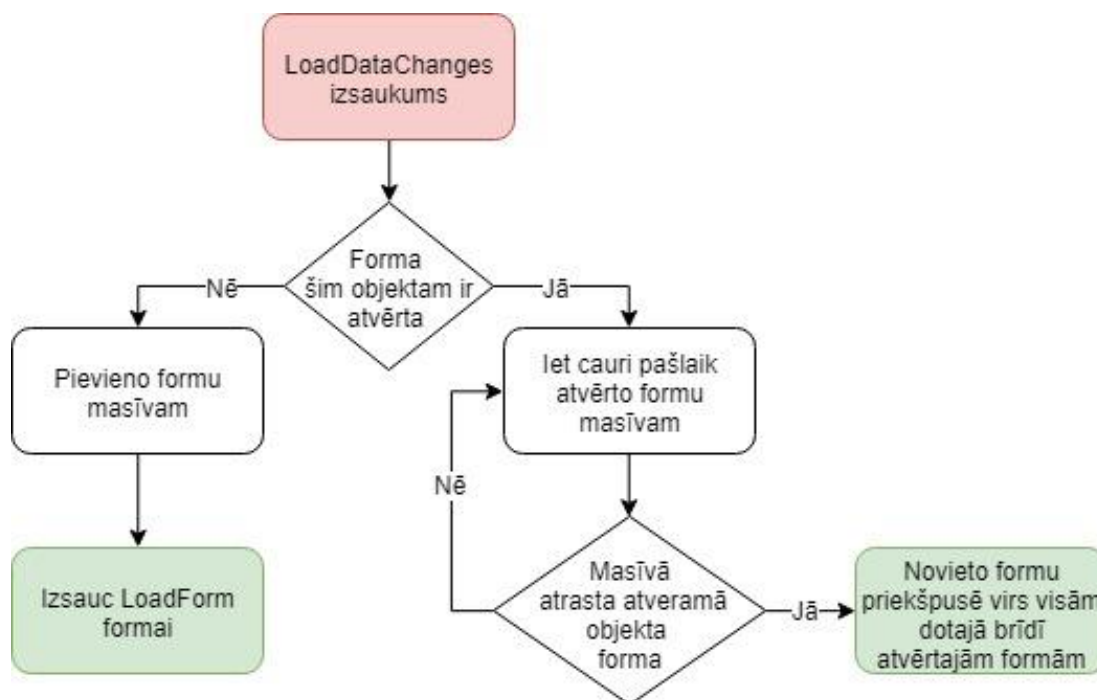 LoadDataChanges
izsaukums
Forma
šim objektam ir
atvērta
Nē
Jā
Pievieno formu
masīvam
Iet cauri pašlaik
atvērto formu
masīvam
Nē
Izsauc LoadForm
formai
Masīvā
atrasta atveramā
objekta
forma
Jā
Novieto formu
priekšpusē virs visām
dotajā brīdī
atvērtajām formām